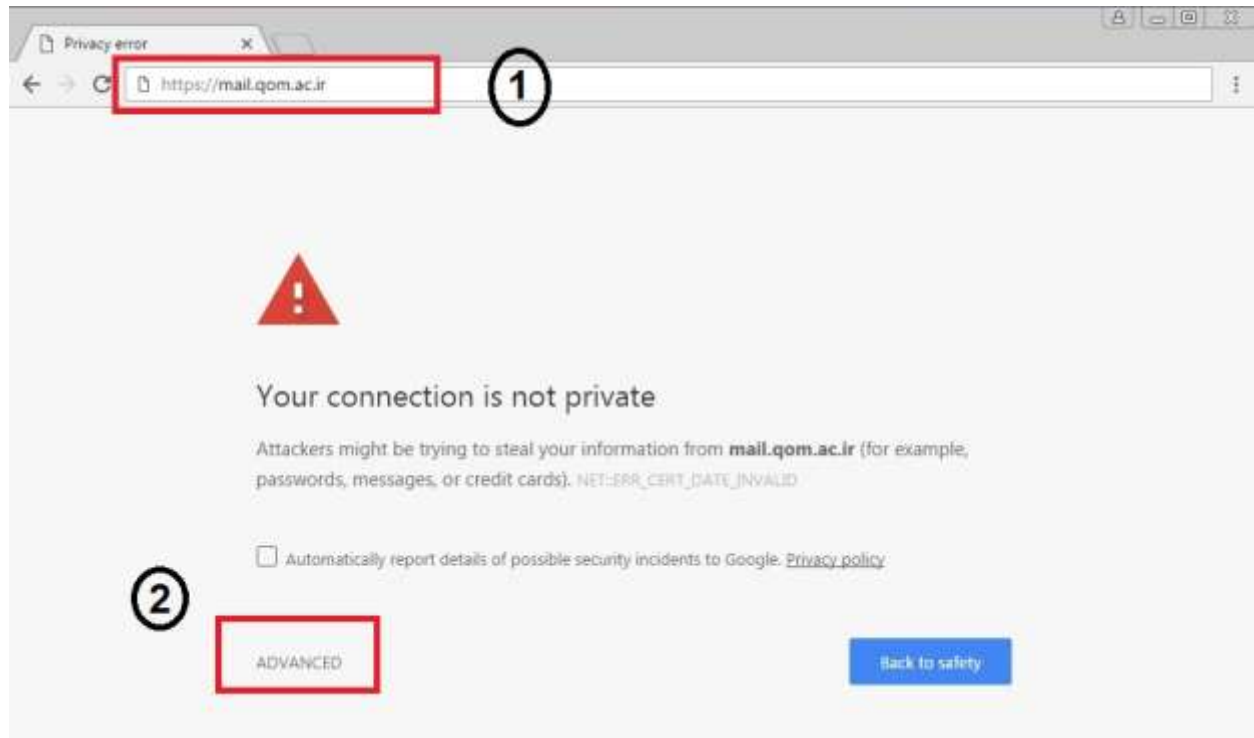 Privacy error
https://mail.qom.ac.ir
1
Your connection is not private
Attackers might be trying to steal your information from mail.qom.ac.ir (for example,
passwords, messages, or credit cards). NET::ERR_CERT_DATE_INVALID
Automatically report details of possible security incidents to Google. Privacy policy
2
ADVANCED
Back to safety